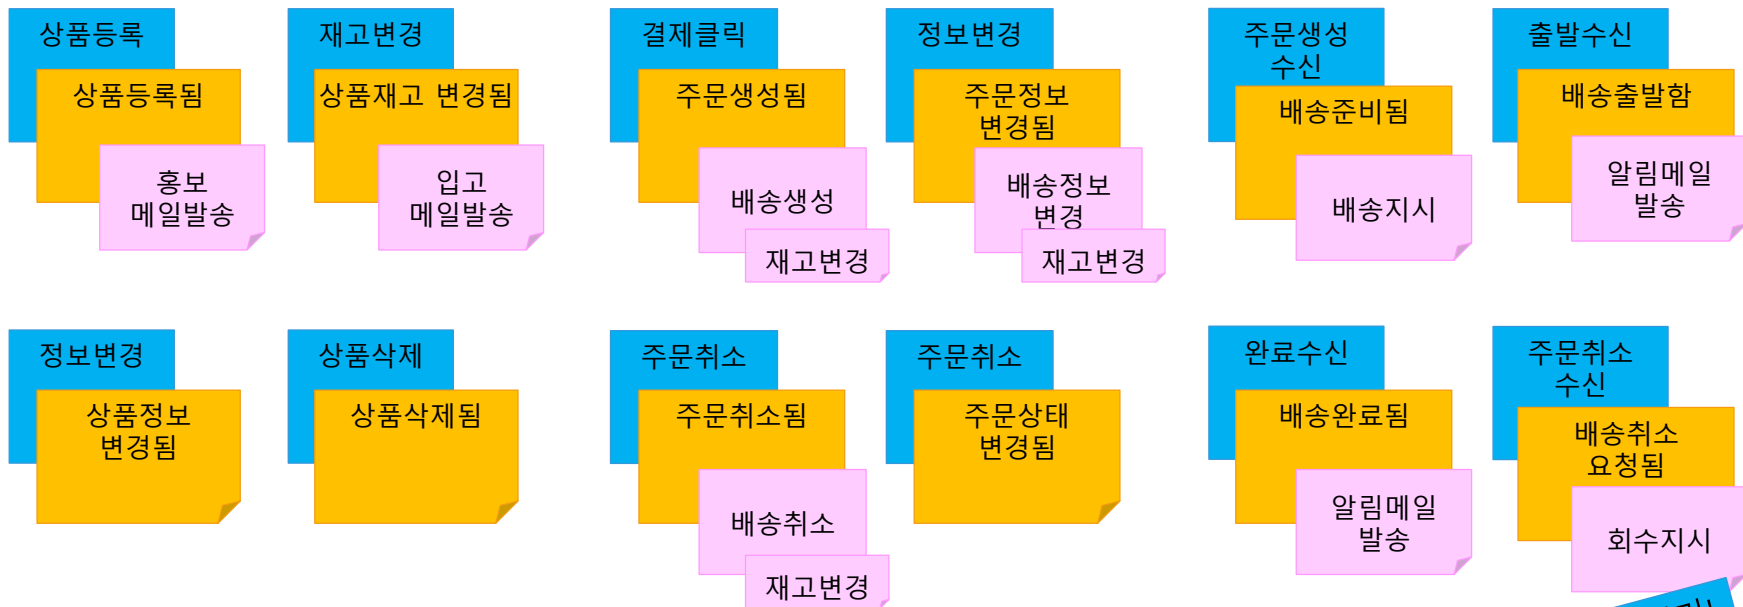 상품등록
상품등록됨
홍보
메일발송
재고변경
상품재고 변경됨
입고
메일발송
결제클릭
주문생성됨
배송생성
재고변경
정보변경
주문정보
변경됨
배송정보
변경
재고변경
주문생성
수신
배송준비됨
배송지시
출발수신
배송출발함
알림메일
발송
정보변경
상품정보
변경됨
상품삭제
상품삭제됨
주문취소
주문취소됨
배송취소
재고변경
주문취소
주문상태
변경됨
완료수신
배송완료됨
알림메일
발송
주문취소
수신
배송취소
요청됨
회수지시